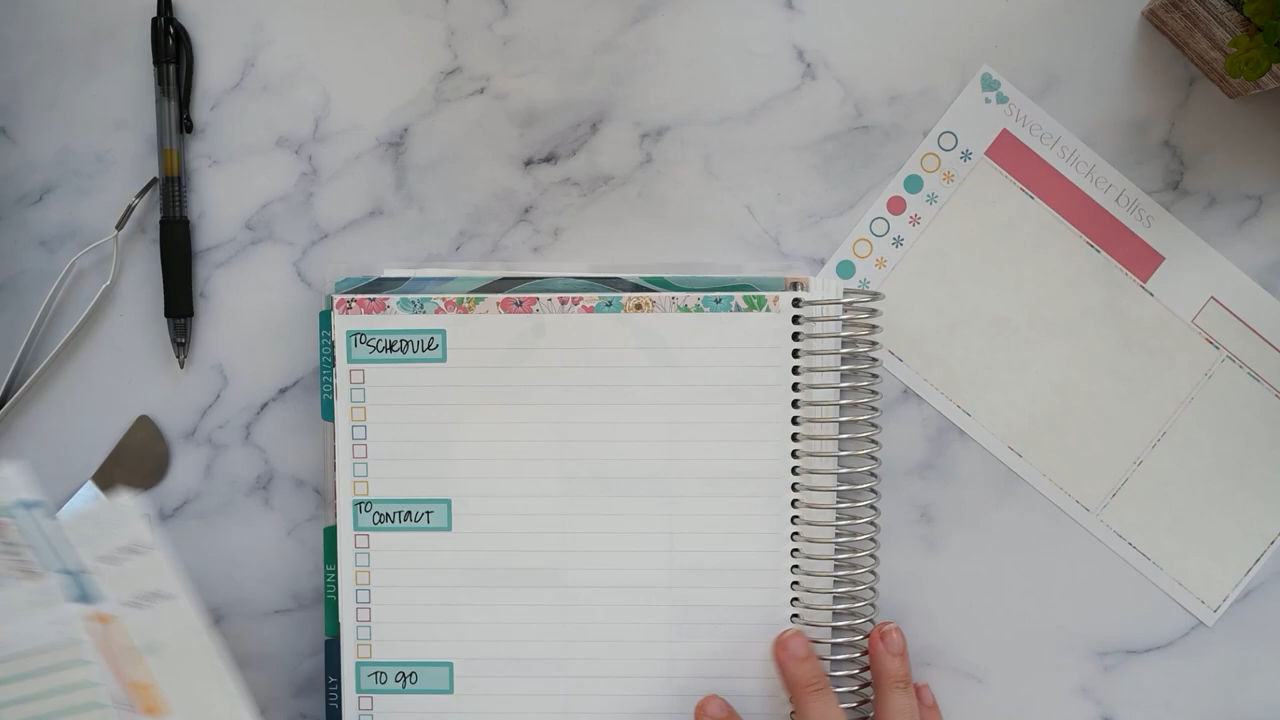 sweet sticker bliss
TO SCHEDULE
2021/2022
TO CONTACT
JUNE
TO GO
JULY